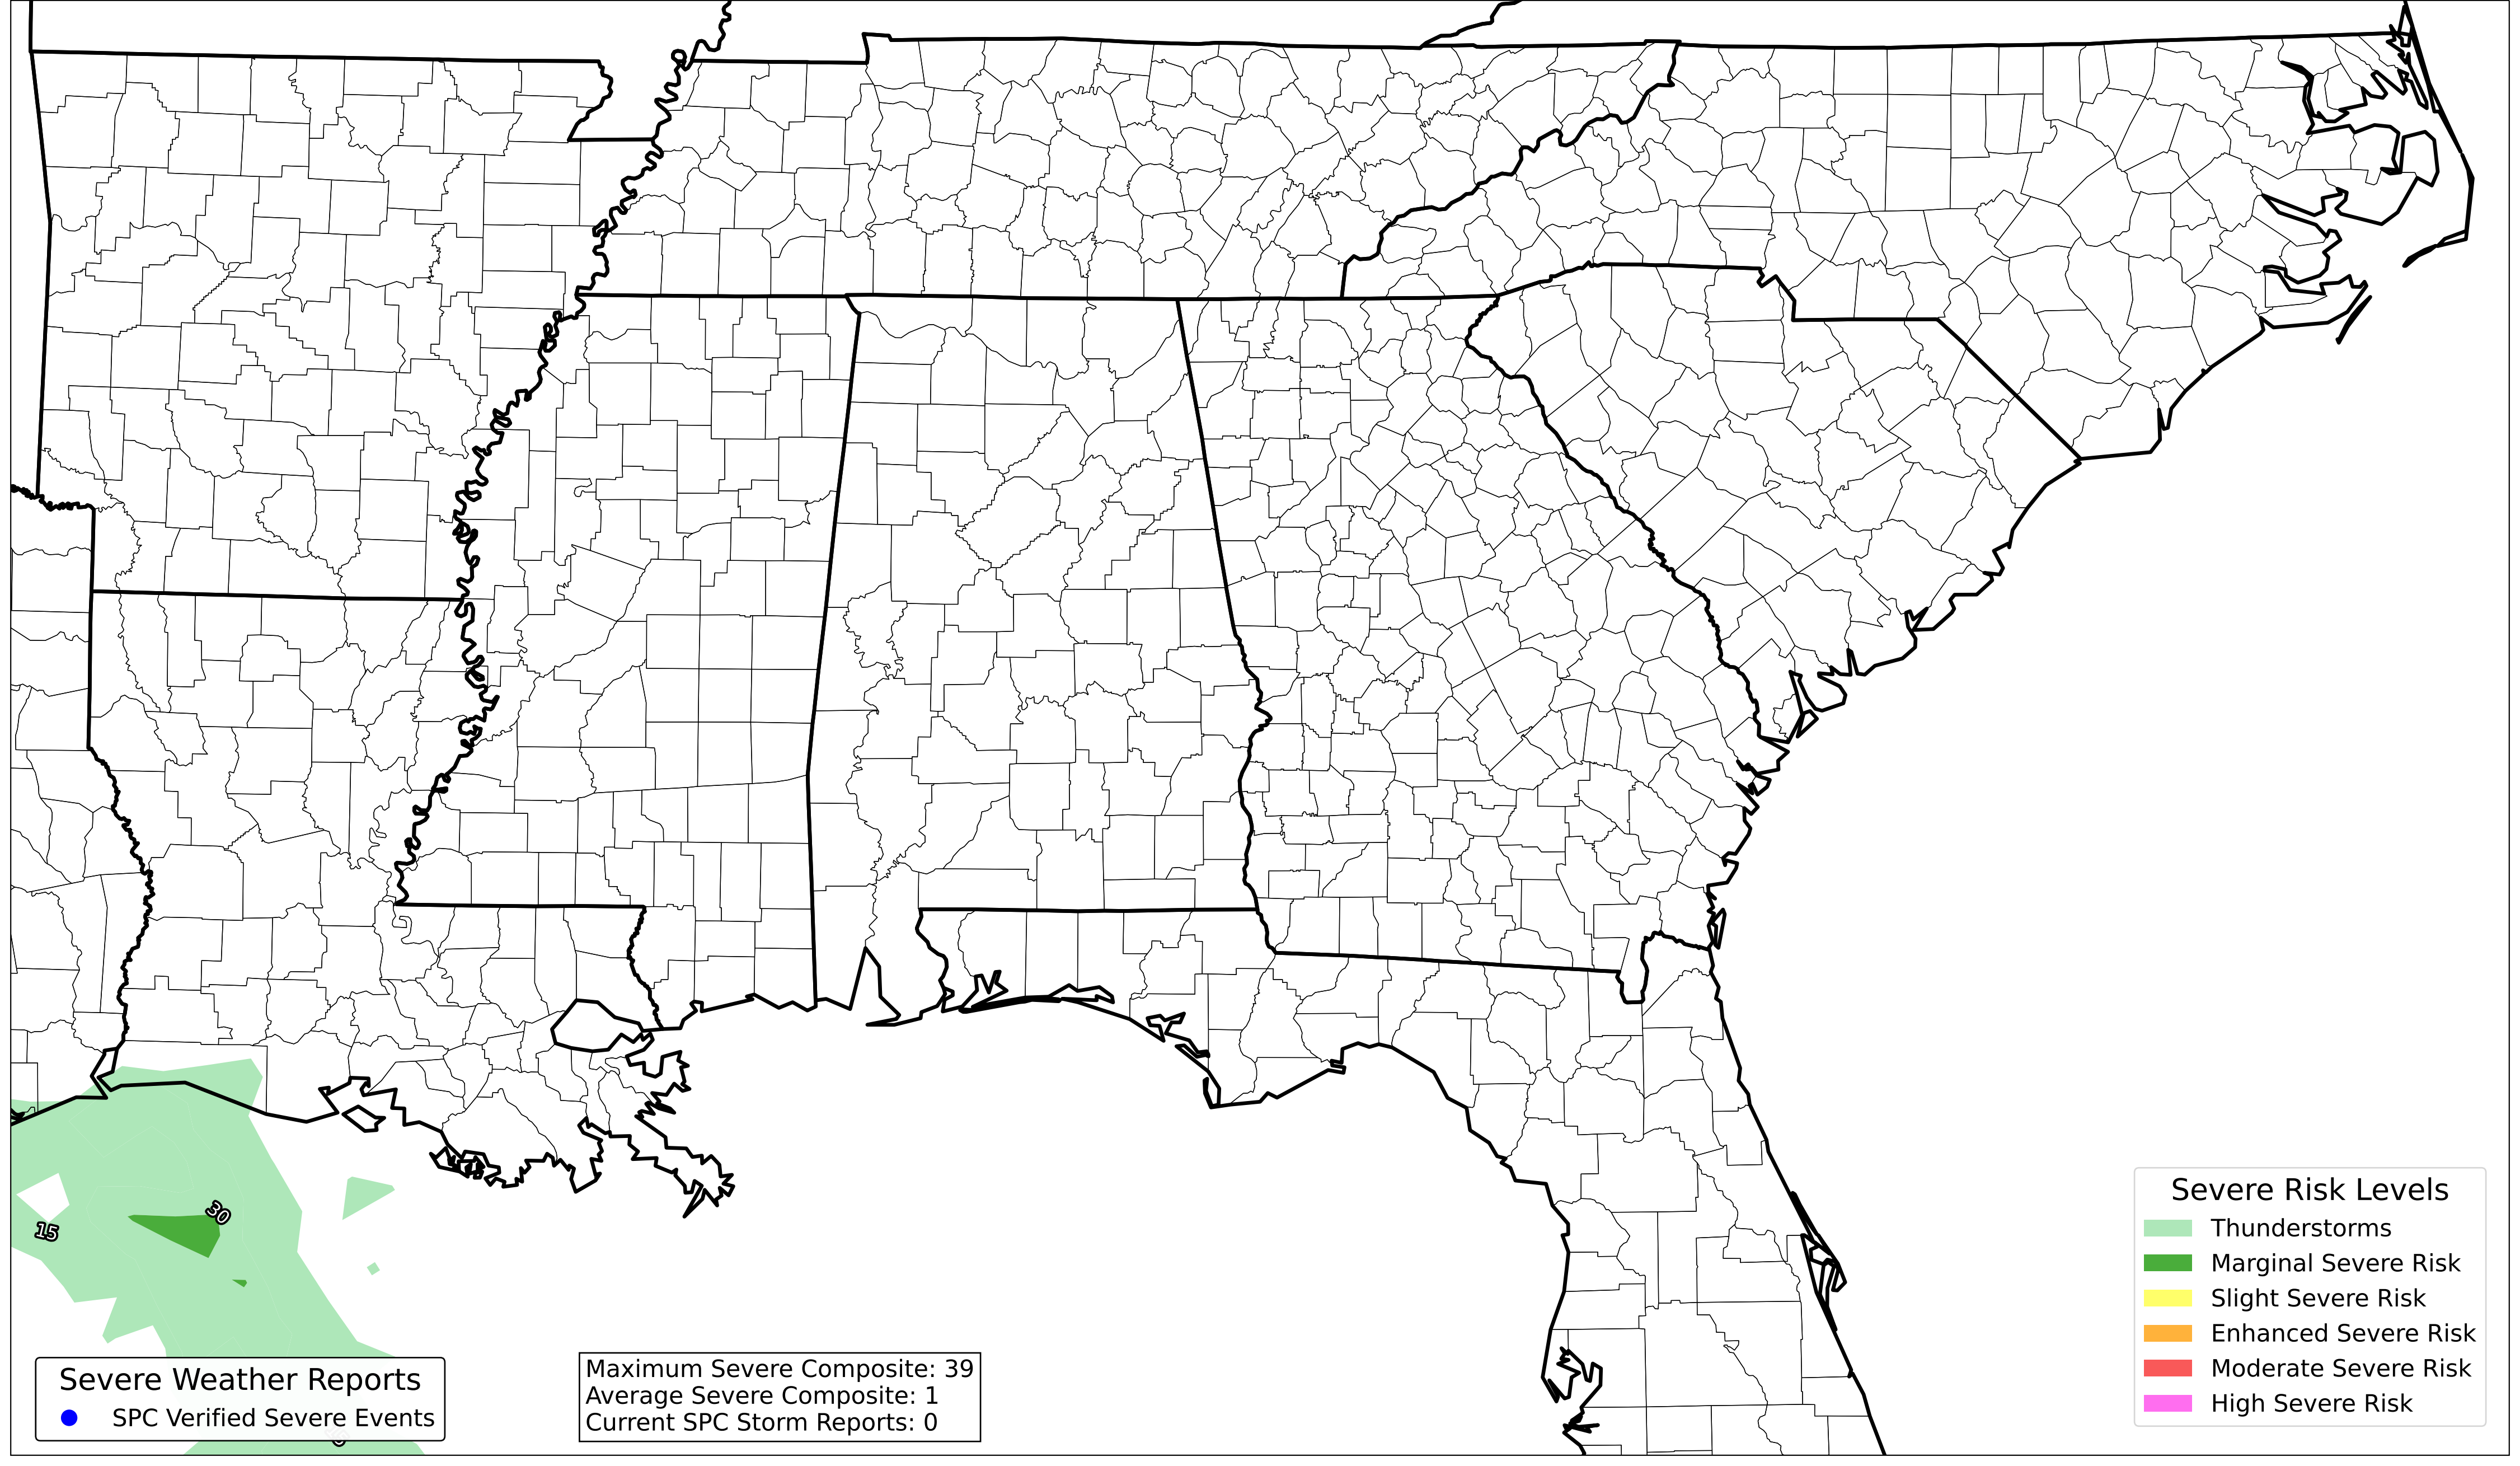 30
15
Severe Weather Reports
SPC Verified Severe Events
Maximum Severe Composite: 39
Average Severe Composite: 1
Current SPC Storm Reports: 0
Severe Risk Levels
Thunderstorms
Marginal Severe Risk
Slight Severe Risk
Enhanced Severe Risk
Moderate Severe Risk
High Severe Risk